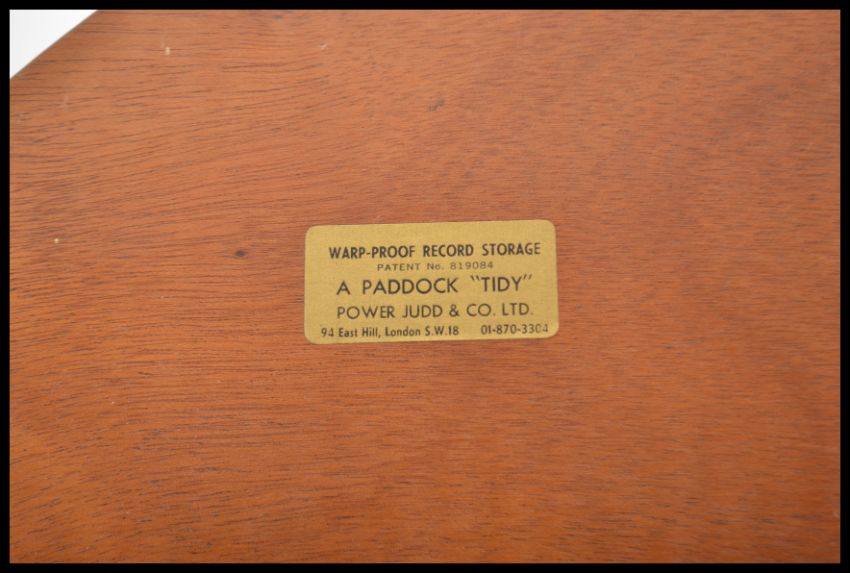 WARP-PROOF RECORD STORAGE
PATENT No. 819084
A PADDOCK "TIDY"
POWER JUDD & CO. LTD.
94 East Hill, London S.W.18 01-870-3304